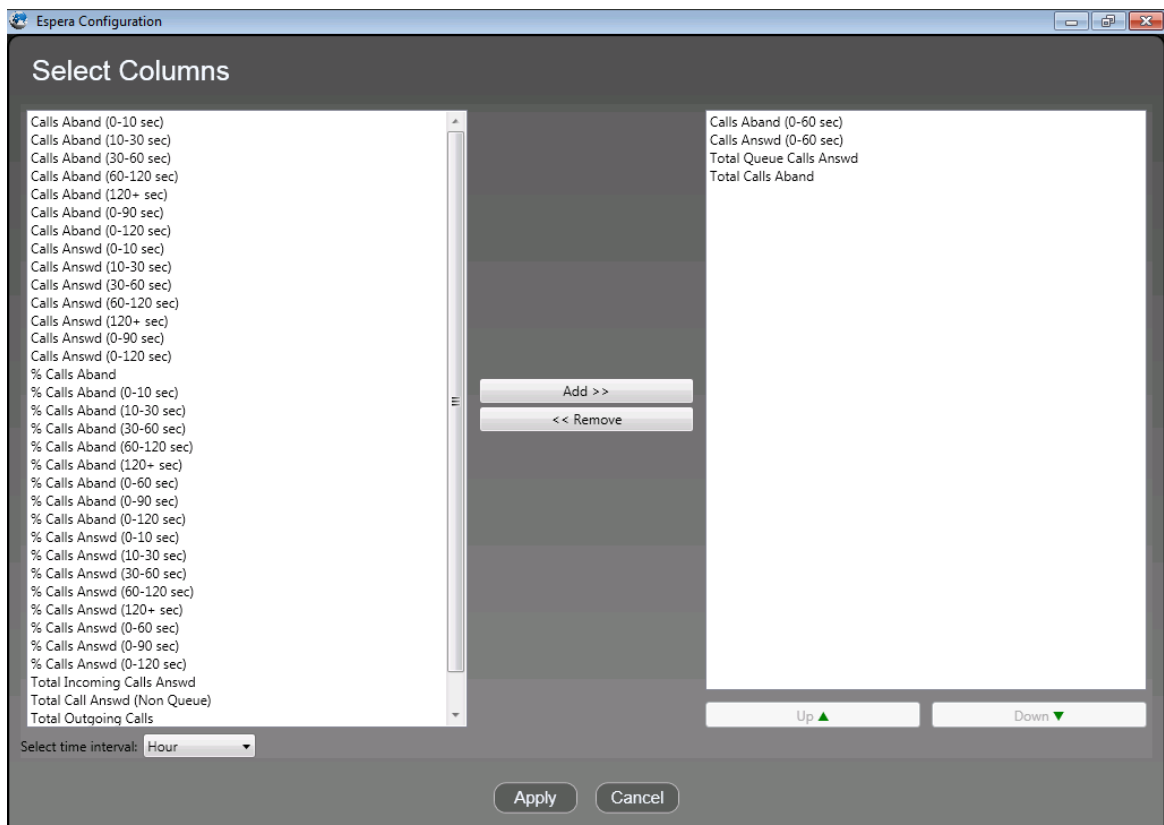 Espera Configuration
Select Columns
Calls Aband (0-10 sec)
Calls Aband (10-30 sec)
Calls Aband (30-60 sec)
Calls Aband (60-120 sec)
Calls Aband (120+ sec)
Calls Aband (0-90 sec)
Calls Aband (0-120 sec)
Calls Answd (0-10 sec)
Calls Answd (10-30 sec)
Calls Answd (30-60 sec)
Calls Answd (60-120 sec)
Calls Answd (120+ sec)
Calls Answd (0-90 sec)
Calls Answd (0-120 sec)
% Calls Aband
% Calls Aband (0-10 sec)
% Calls Aband (10-30 sec)
% Calls Aband (30-60 sec)
% Calls Aband (60-120 sec)
% Calls Aband (120+ sec)
% Calls Aband (0-60 sec)
% Calls Aband (0-90 sec)
% Calls Aband (0-120 sec)
% Calls Answd (0-10 sec)
% Calls Answd (10-30 sec)
% Calls Answd (30-60 sec)
% Calls Answd (60-120 sec)
% Calls Answd (120+ sec)
% Calls Answd (0-60 sec)
% Calls Answd (0-90 sec)
% Calls Answd (0-120 sec)
Total Incoming Calls Answd
Total Call Answd (Non Queue)
Total Outgoing Calls
Add >>
<< Remove
Calls Aband (0-60 sec)
Calls Answd (0-60 sec)
Total Queue Calls Answd
Total Calls Aband
Up ▲
Down ▼
Select time interval: Hour
Apply
Cancel